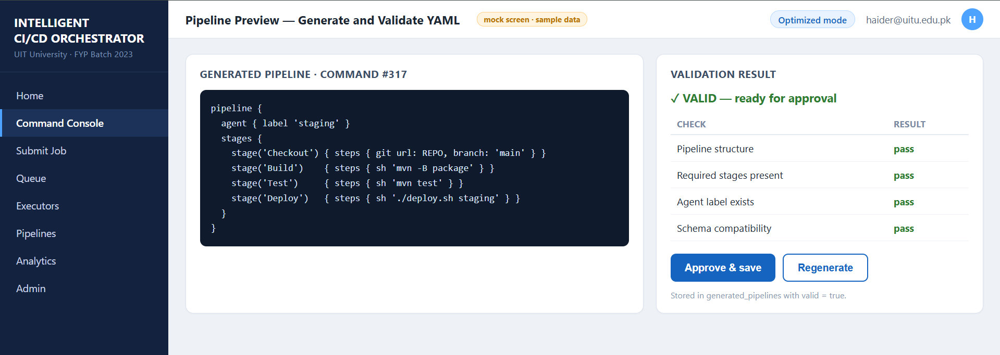 INTELLIGENT
CI/CD ORCHESTRATOR
UIT University · FYP Batch 2023
Home
Command Console
Submit Job
Queue
Executors
Pipelines
Analytics
Admin
Pipeline Preview — Generate and Validate YAML
mock screen · sample data
Optimized mode
haider@uitu.edu.pk
H
GENERATED PIPELINE · COMMAND #317
pipeline {
  agent { label 'staging' }
  stages {
    stage('Checkout') { steps { git url: REPO, branch: 'main' } }
    stage('Build')    { steps { sh 'mvn -B package' } }
    stage('Test')     { steps { sh 'mvn test' } }
    stage('Deploy')   { steps { sh './deploy.sh staging' } }
  }
}
VALIDATION RESULT
✓ VALID — ready for approval
CHECK RESULT
Pipeline structure pass
Required stages present pass
Agent label exists pass
Schema compatibility pass
Approve & save
Regenerate
Stored in generated_pipelines with valid = true.